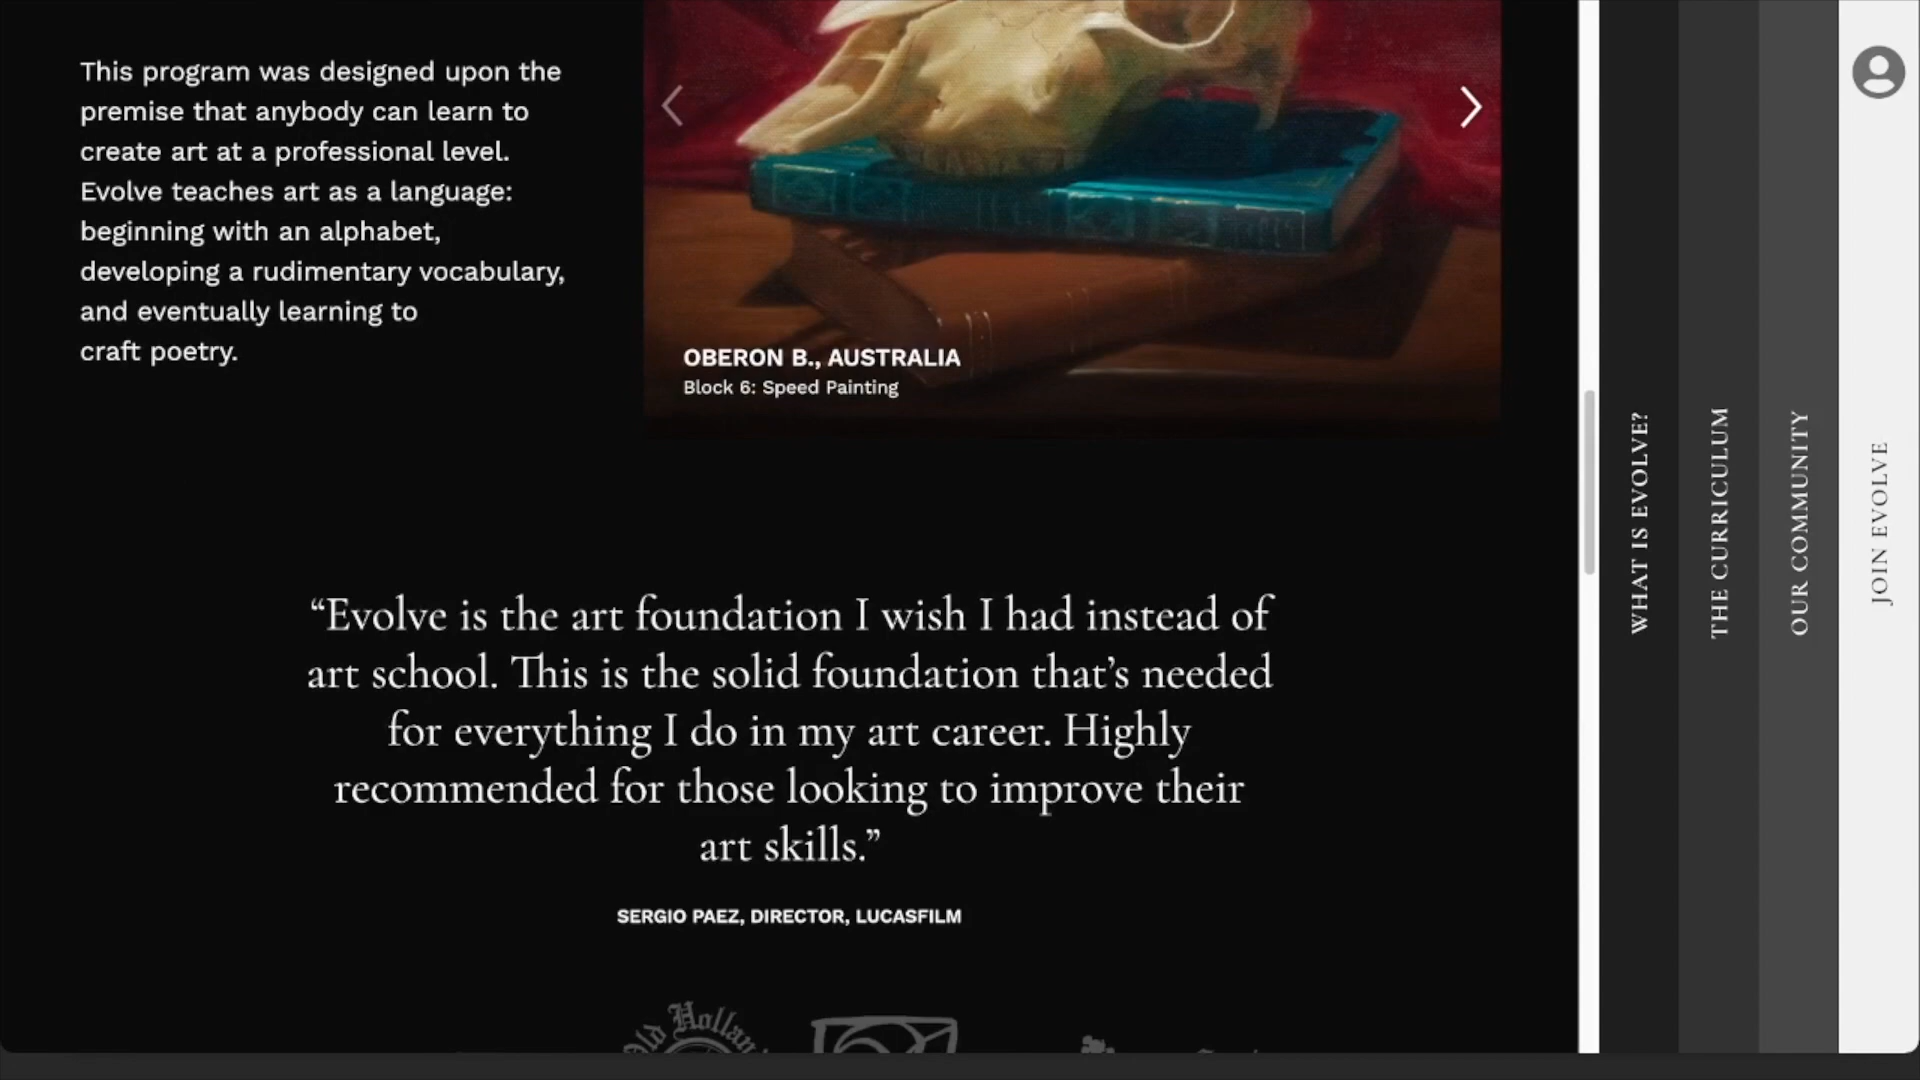 This program was designed upon the
premise that anybody can learn to
create art at a professional level.
Evolve teaches art as a language:
beginning with an alphabet,
developing a rudimentary vocabulary,
and eventually learning to
craft poetry.
OBERON B., AUSTRALIA
Block 6: Speed Painting
“Evolve is the art foundation I wish I had instead of
art school. This is the solid foundation that’s needed
for everything I do in my art career. Highly
recommended for those looking to improve their
art skills.”
SERGIO PAEZ, DIRECTOR, LUCASFILM
WHAT IS EVOLVE?
THE CURRICULUM
OUR COMMUNITY
JOIN EVOLVE